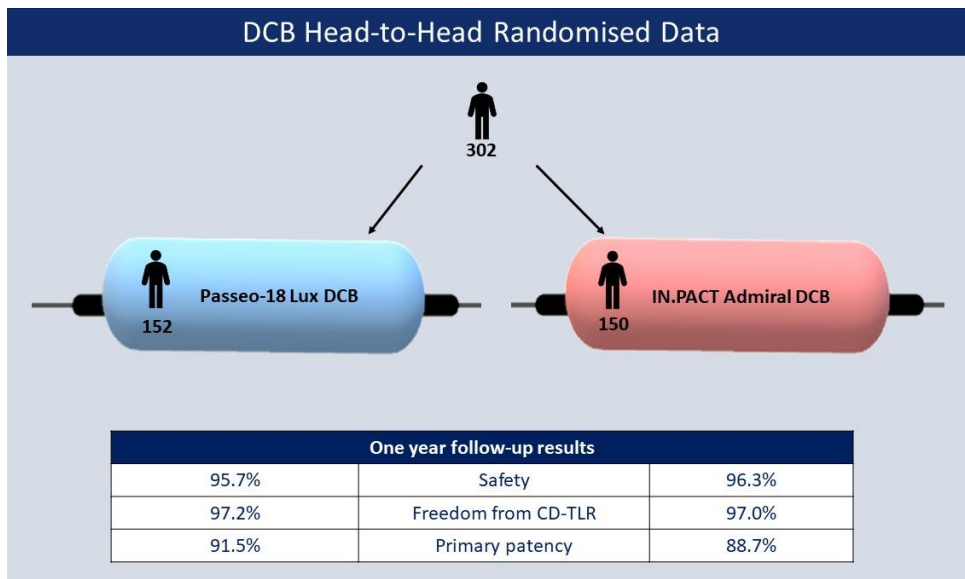 DCB Head-to-Head Randomised Data
302
Passeo-18 Lux DCB
152
IN.PACT Admiral DCB
150
One year follow-up results
95.7% Safety 96.3%
97.2% Freedom from CD-TLR 97.0%
91.5% Primary patency 88.7%